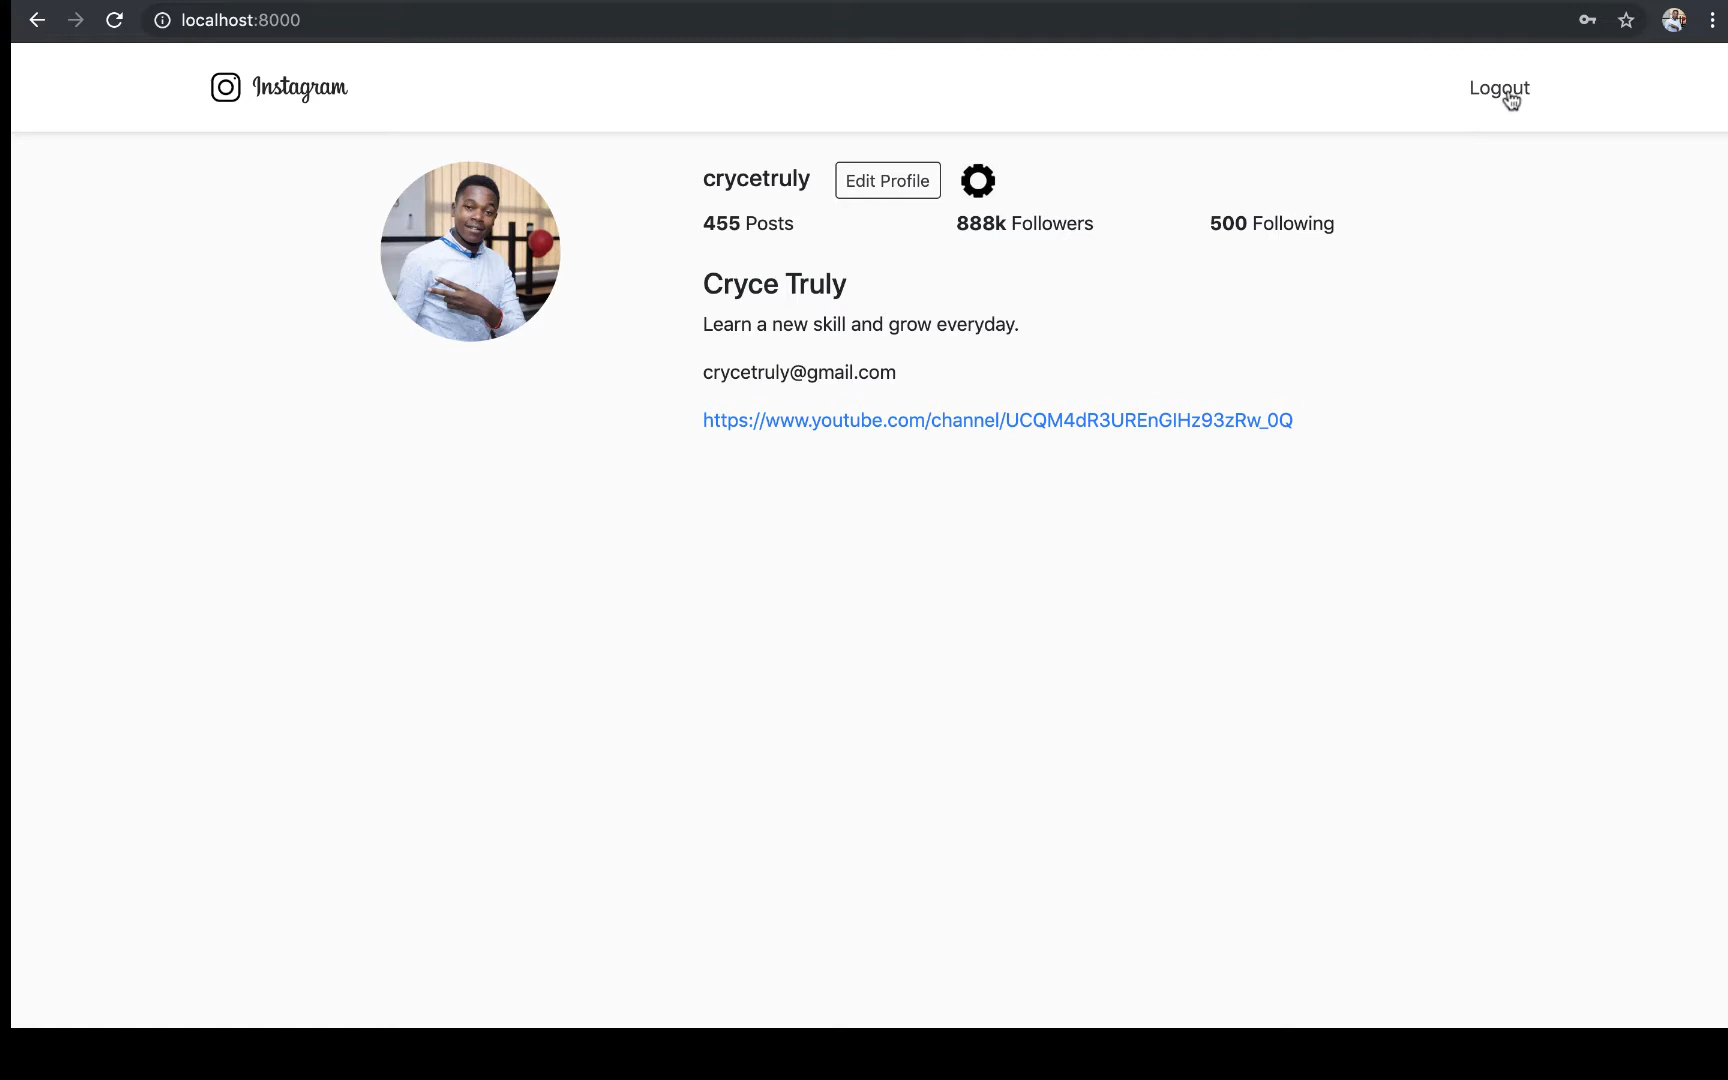 localhost:8000
Instagram
Logout
crycetruly Edit Profile
455 Posts 888k Followers 500 Following
Cryce Truly
Learn a new skill and grow everyday.
crycetruly@gmail.com
https://www.youtube.com/channel/UCQM4dR3UREnGlHz93zRw_0Q